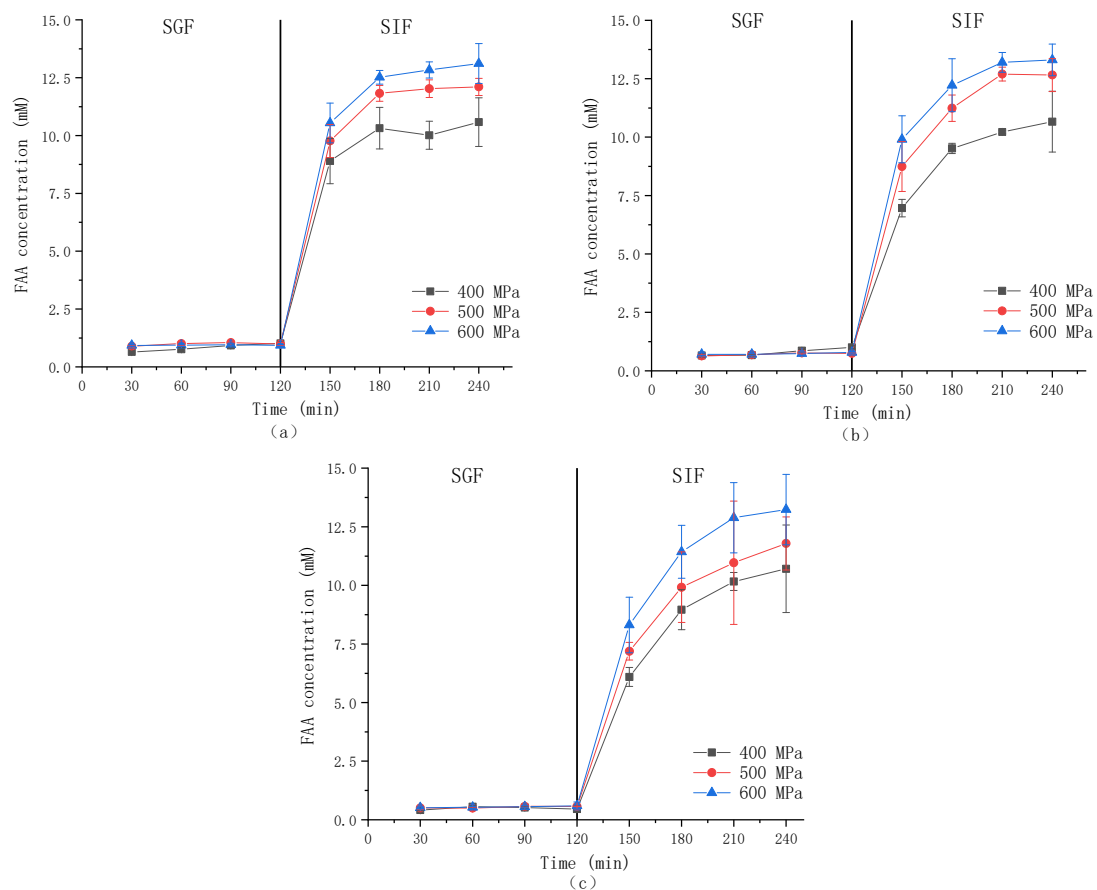 SGF SIF
FAA concentration (mM)
15.0
12.5
10.0
7.5
5.0
2.5
0.0
400 MPa
500 MPa
600 MPa
0 30 60 90 120 150 180 210 240
Time (min)
(a)
SGF SIF
FAA concentration (mM)
15.0
12.5
10.0
7.5
5.0
2.5
0.0
400 MPa
500 MPa
600 MPa
0 30 60 90 120 150 180 210 240
Time (min)
(b)
SGF SIF
FAA concentration (mM)
15.0
12.5
10.0
7.5
5.0
2.5
0.0
400 MPa
500 MPa
600 MPa
0 30 60 90 120 150 180 210 240
Time (min)
(c)